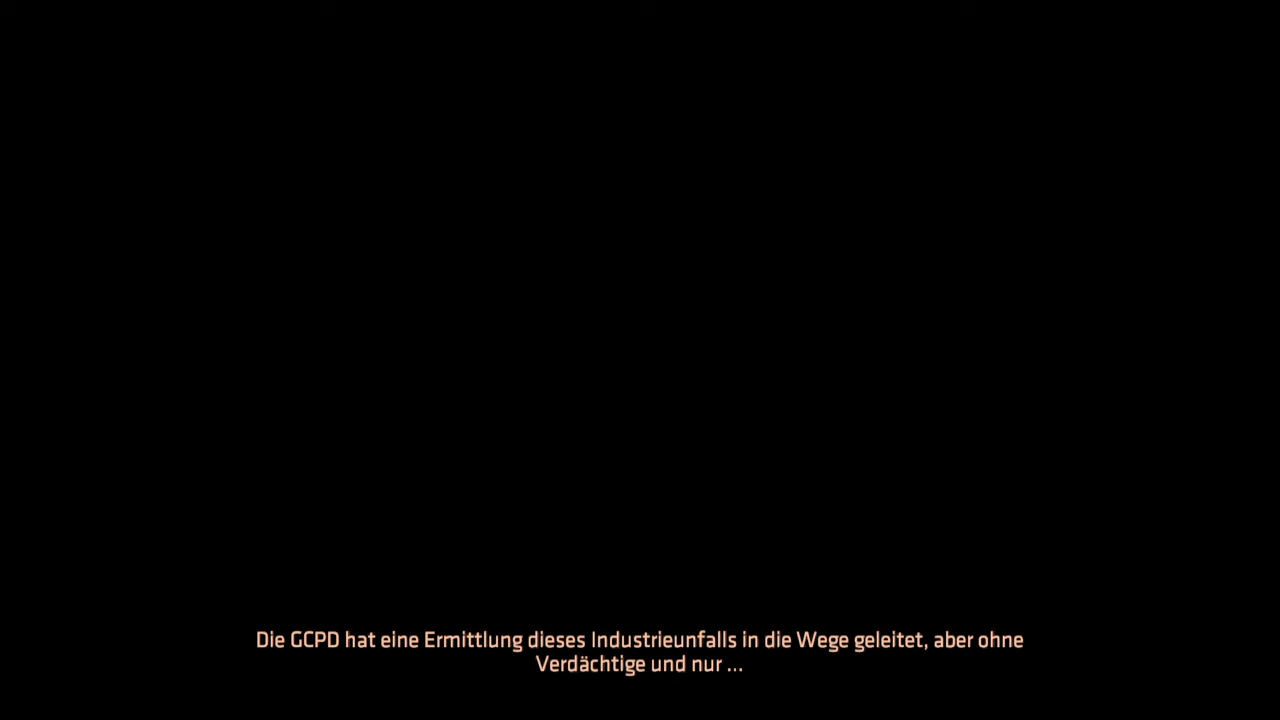 Die GCPD hat eine Ermittlung dieses Industrieunfalls in die Wege geleitet, aber ohne
Verdächtige und nur ...